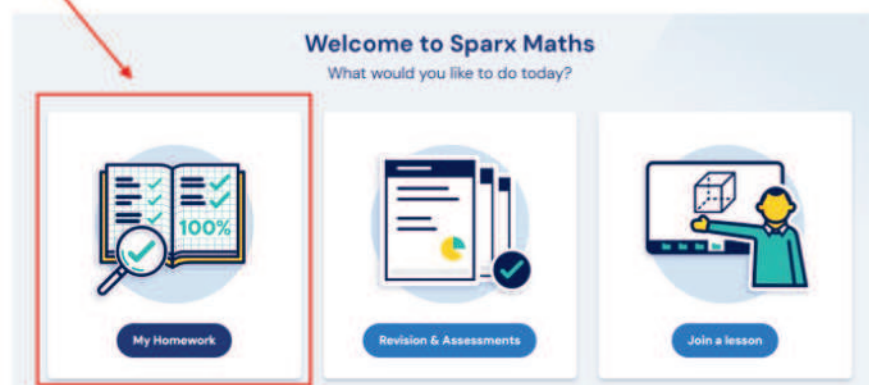 Welcome to Sparx Maths
What would you like to do today?
100%
My Homework
Revision & Assessments
Join a lesson